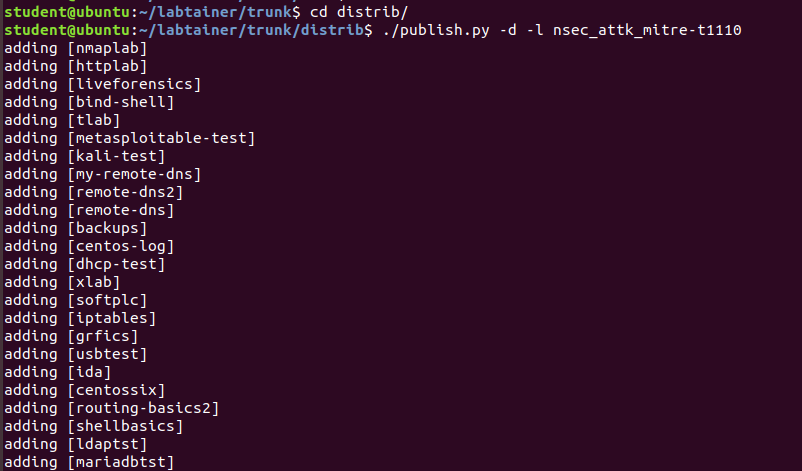 student@ubuntu:~/labtainer/trunk$ cd distrib/
student@ubuntu:~/labtainer/trunk/distrib$ ./publish.py -d -l nsec_attk_mitre-t1110
adding [nmaplab]
adding [httplab]
adding [liveforensics]
adding [bind-shell]
adding [tlab]
adding [metasploitable-test]
adding [kali-test]
adding [my-remote-dns]
adding [remote-dns2]
adding [remote-dns]
adding [backups]
adding [centos-log]
adding [dhcp-test]
adding [xlab]
adding [softplc]
adding [iptables]
adding [grfics]
adding [usbtest]
adding [ida]
adding [centossix]
adding [routing-basics2]
adding [shellbasics]
adding [ldaptst]
adding [mariadbtst]